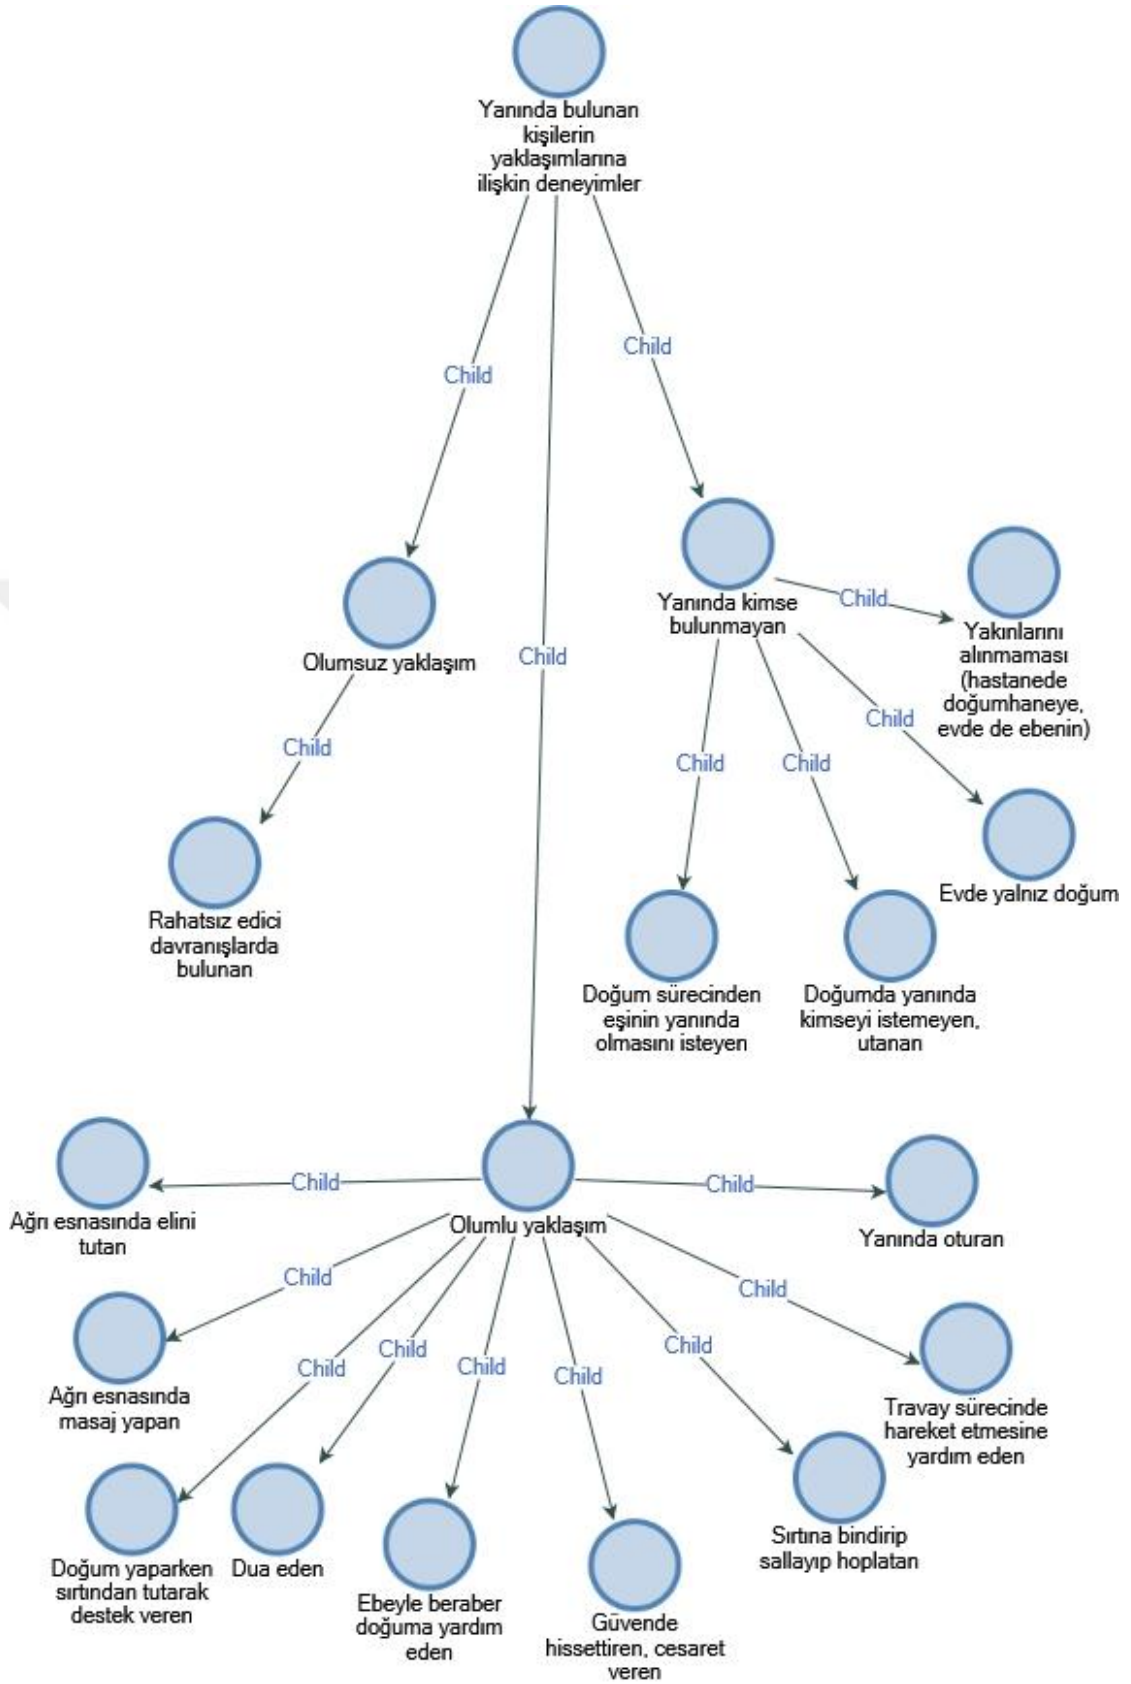 Yanında bulunan
kişilerin
yaklaşımlarına
ilişkin deneyimler
Child
Child
Child
Olumsuz yaklaşım
Child
Rahatsız edici
davranışlarda
bulunan
Yanında kimse
bulunmayan
Child
Yakınlarını
alınmaması
(hastanede
doğumhaneye,
evde de ebenin)
Child
Evde yalnız doğum
Child
Child
Doğum sürecinden
eşinin yanında
olmasını isteyen
Doğumda yanında
kimseyi istemeyen,
utanan
Olumlu yaklaşım
Child
Ağrı esnasında elini
tutan
Child
Yanında oturan
Child
Ağrı esnasında
masaj yapan
Child
Travay sürecinde
hareket etmesine
yardım eden
Child
Doğum yaparken
sırtından tutarak
destek veren
Child
Dua eden
Child
Ebeyle beraber
doğuma yardım
eden
Child
Güvende
hissettiren, cesaret
veren
Child
Sırtına bindirip
sallayıp hoplatan